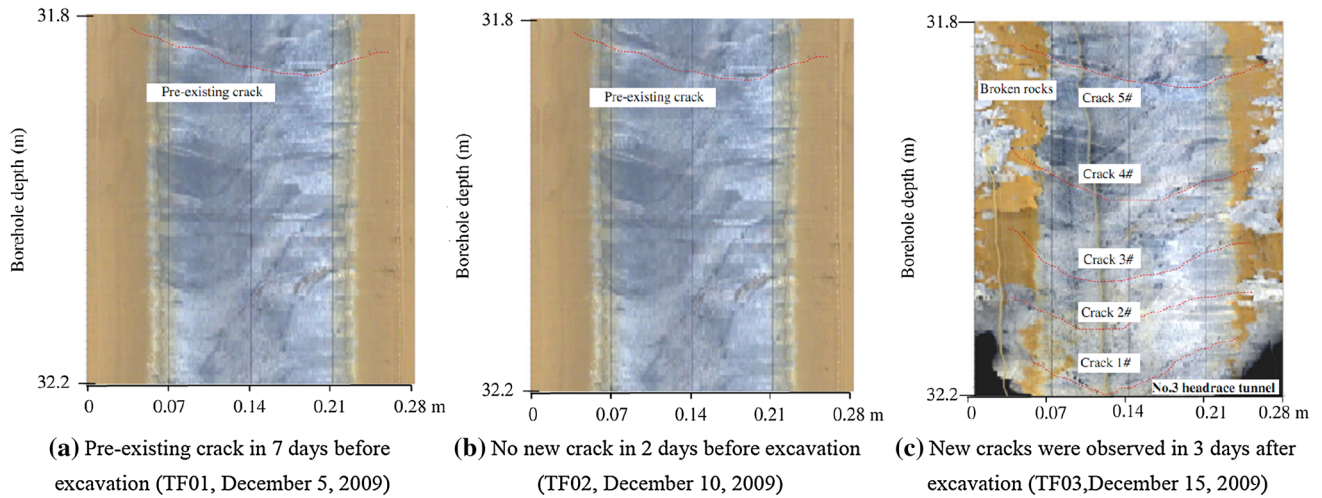 31.8
Pre-existing crack
Borehole depth (m)
32.2
0 0.07 0.14 0.21 0.28 m
(a) Pre-existing crack in 7 days before
excavation (TF01, December 5, 2009)
31.8
Pre-existing crack
Borehole depth (m)
32.2
0 0.07 0.14 0.21 0.28 m
(b) No new crack in 2 days before excavation
(TF02, December 10, 2009)
31.8
Broken rocks
Crack 5#
Crack 4#
Borehole depth (m)
Crack 3#
Crack 2#
Crack 1#
No.3 headrace tunnel
32.2
0 0.07 0.14 0.21 0.28 m
(c) New cracks were observed in 3 days after
excavation (TF03,December 15, 2009)